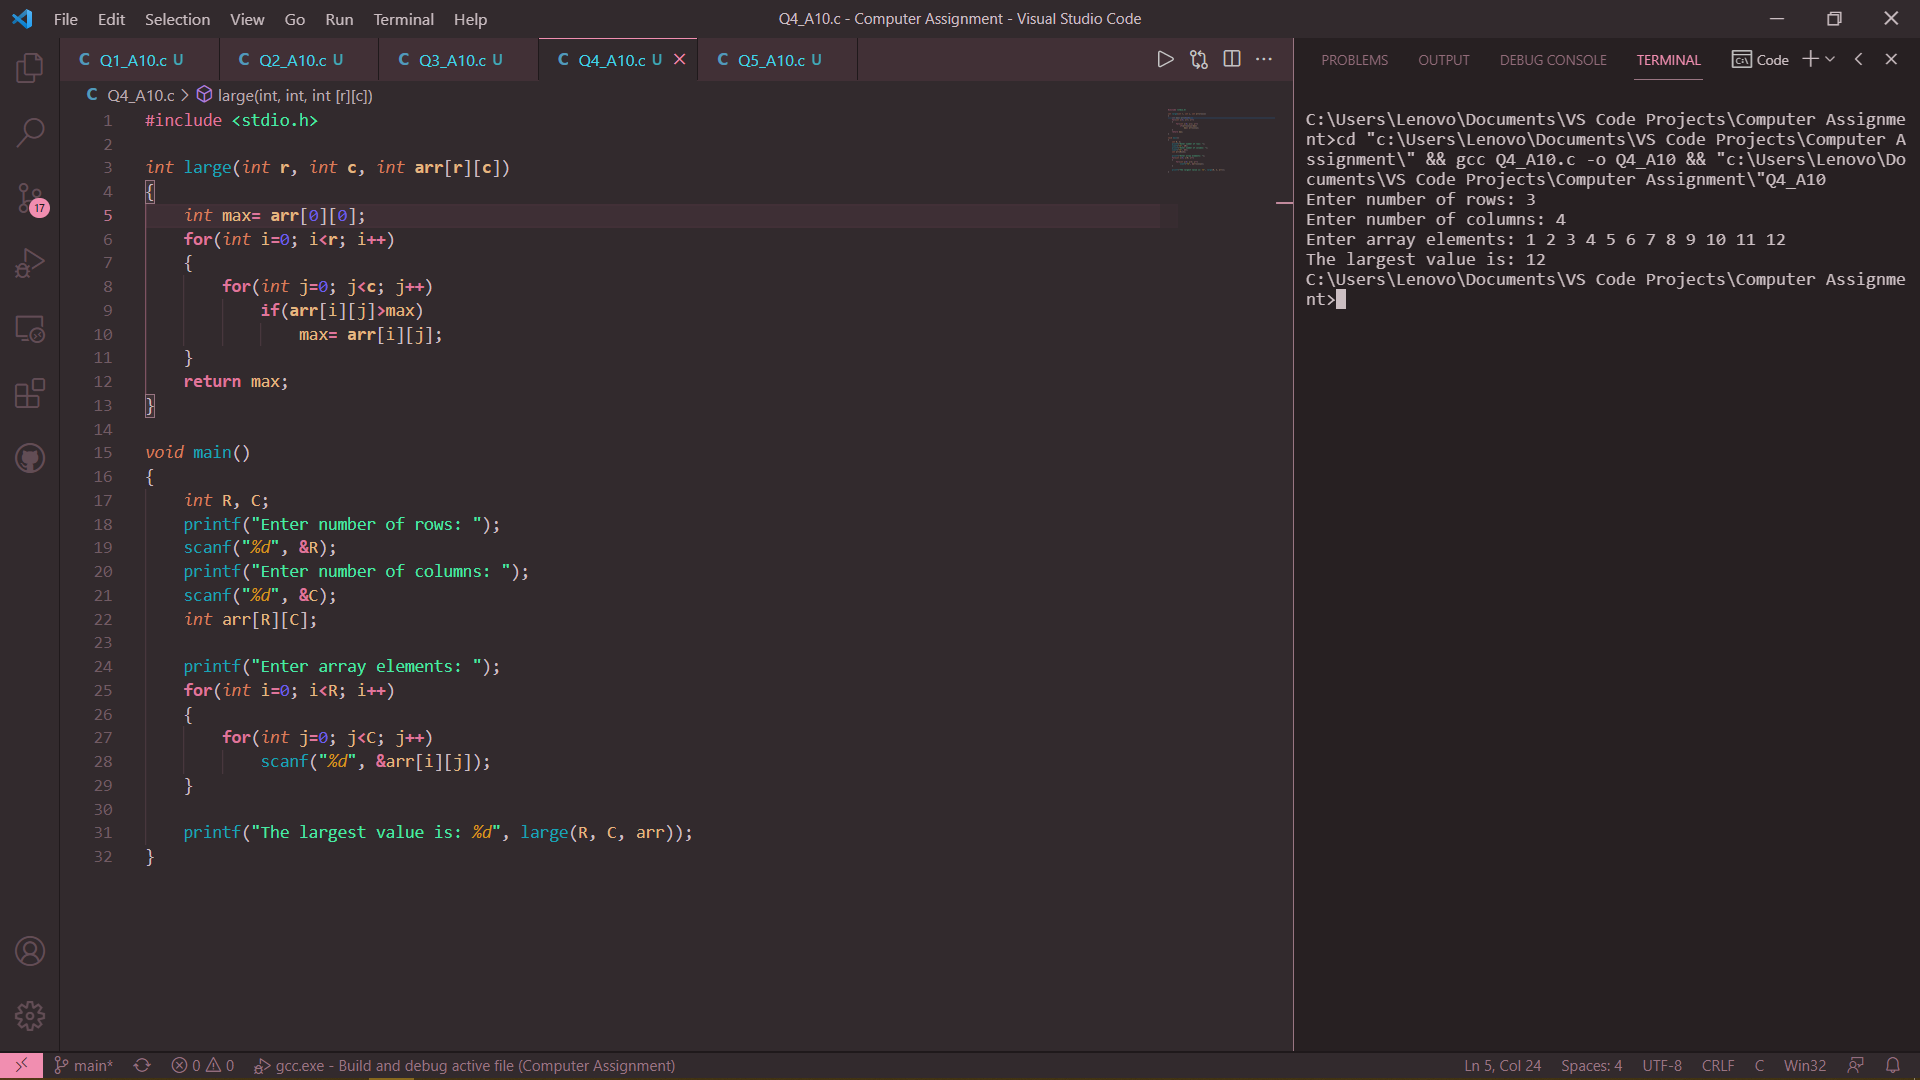 File Edit Selection View Go Run Terminal Help
Q4_A10.c - Computer Assignment - Visual Studio Code
C Q1_A10.c U
C Q2_A10.c U
C Q3_A10.c U
C Q4_A10.c U
C Q5_A10.c U
C Q4_A10.c > large(int, int, int [r][c])
1 #include <stdio.h>
2
3 int large(int r, int c, int arr[r][c])
4 {
5     int max= arr[0][0];
6     for(int i=0; i<r; i++)
7     {
8         for(int j=0; j<c; j++)
9             if(arr[i][j]>max)
10                 max= arr[i][j];
11     }
12     return max;
13 }
14
15 void main()
16 {
17     int R, C;
18     printf("Enter number of rows: ");
19     scanf("%d", &R);
20     printf("Enter number of columns: ");
21     scanf("%d", &C);
22     int arr[R][C];
23
24     printf("Enter array elements: ");
25     for(int i=0; i<R; i++)
26     {
27         for(int j=0; j<C; j++)
28             scanf("%d", &arr[i][j]);
29     }
30
31     printf("The largest value is: %d", large(R, C, arr));
32 }
PROBLEMS OUTPUT DEBUG CONSOLE TERMINAL Code
C:\Users\Lenovo\Documents\VS Code Projects\Computer Assignme
nt>cd "c:\Users\Lenovo\Documents\VS Code Projects\Computer A
ssignment\" && gcc Q4_A10.c -o Q4_A10 && "c:\Users\Lenovo\Do
cuments\VS Code Projects\Computer Assignment\"Q4_A10
Enter number of rows: 3
Enter number of columns: 4
Enter array elements: 1 2 3 4 5 6 7 8 9 10 11 12
The largest value is: 12
C:\Users\Lenovo\Documents\VS Code Projects\Computer Assignme
nt>
17
main* 0 0 gcc.exe - Build and debug active file (Computer Assignment)
Ln 5, Col 24 Spaces: 4 UTF-8 CRLF C Win32